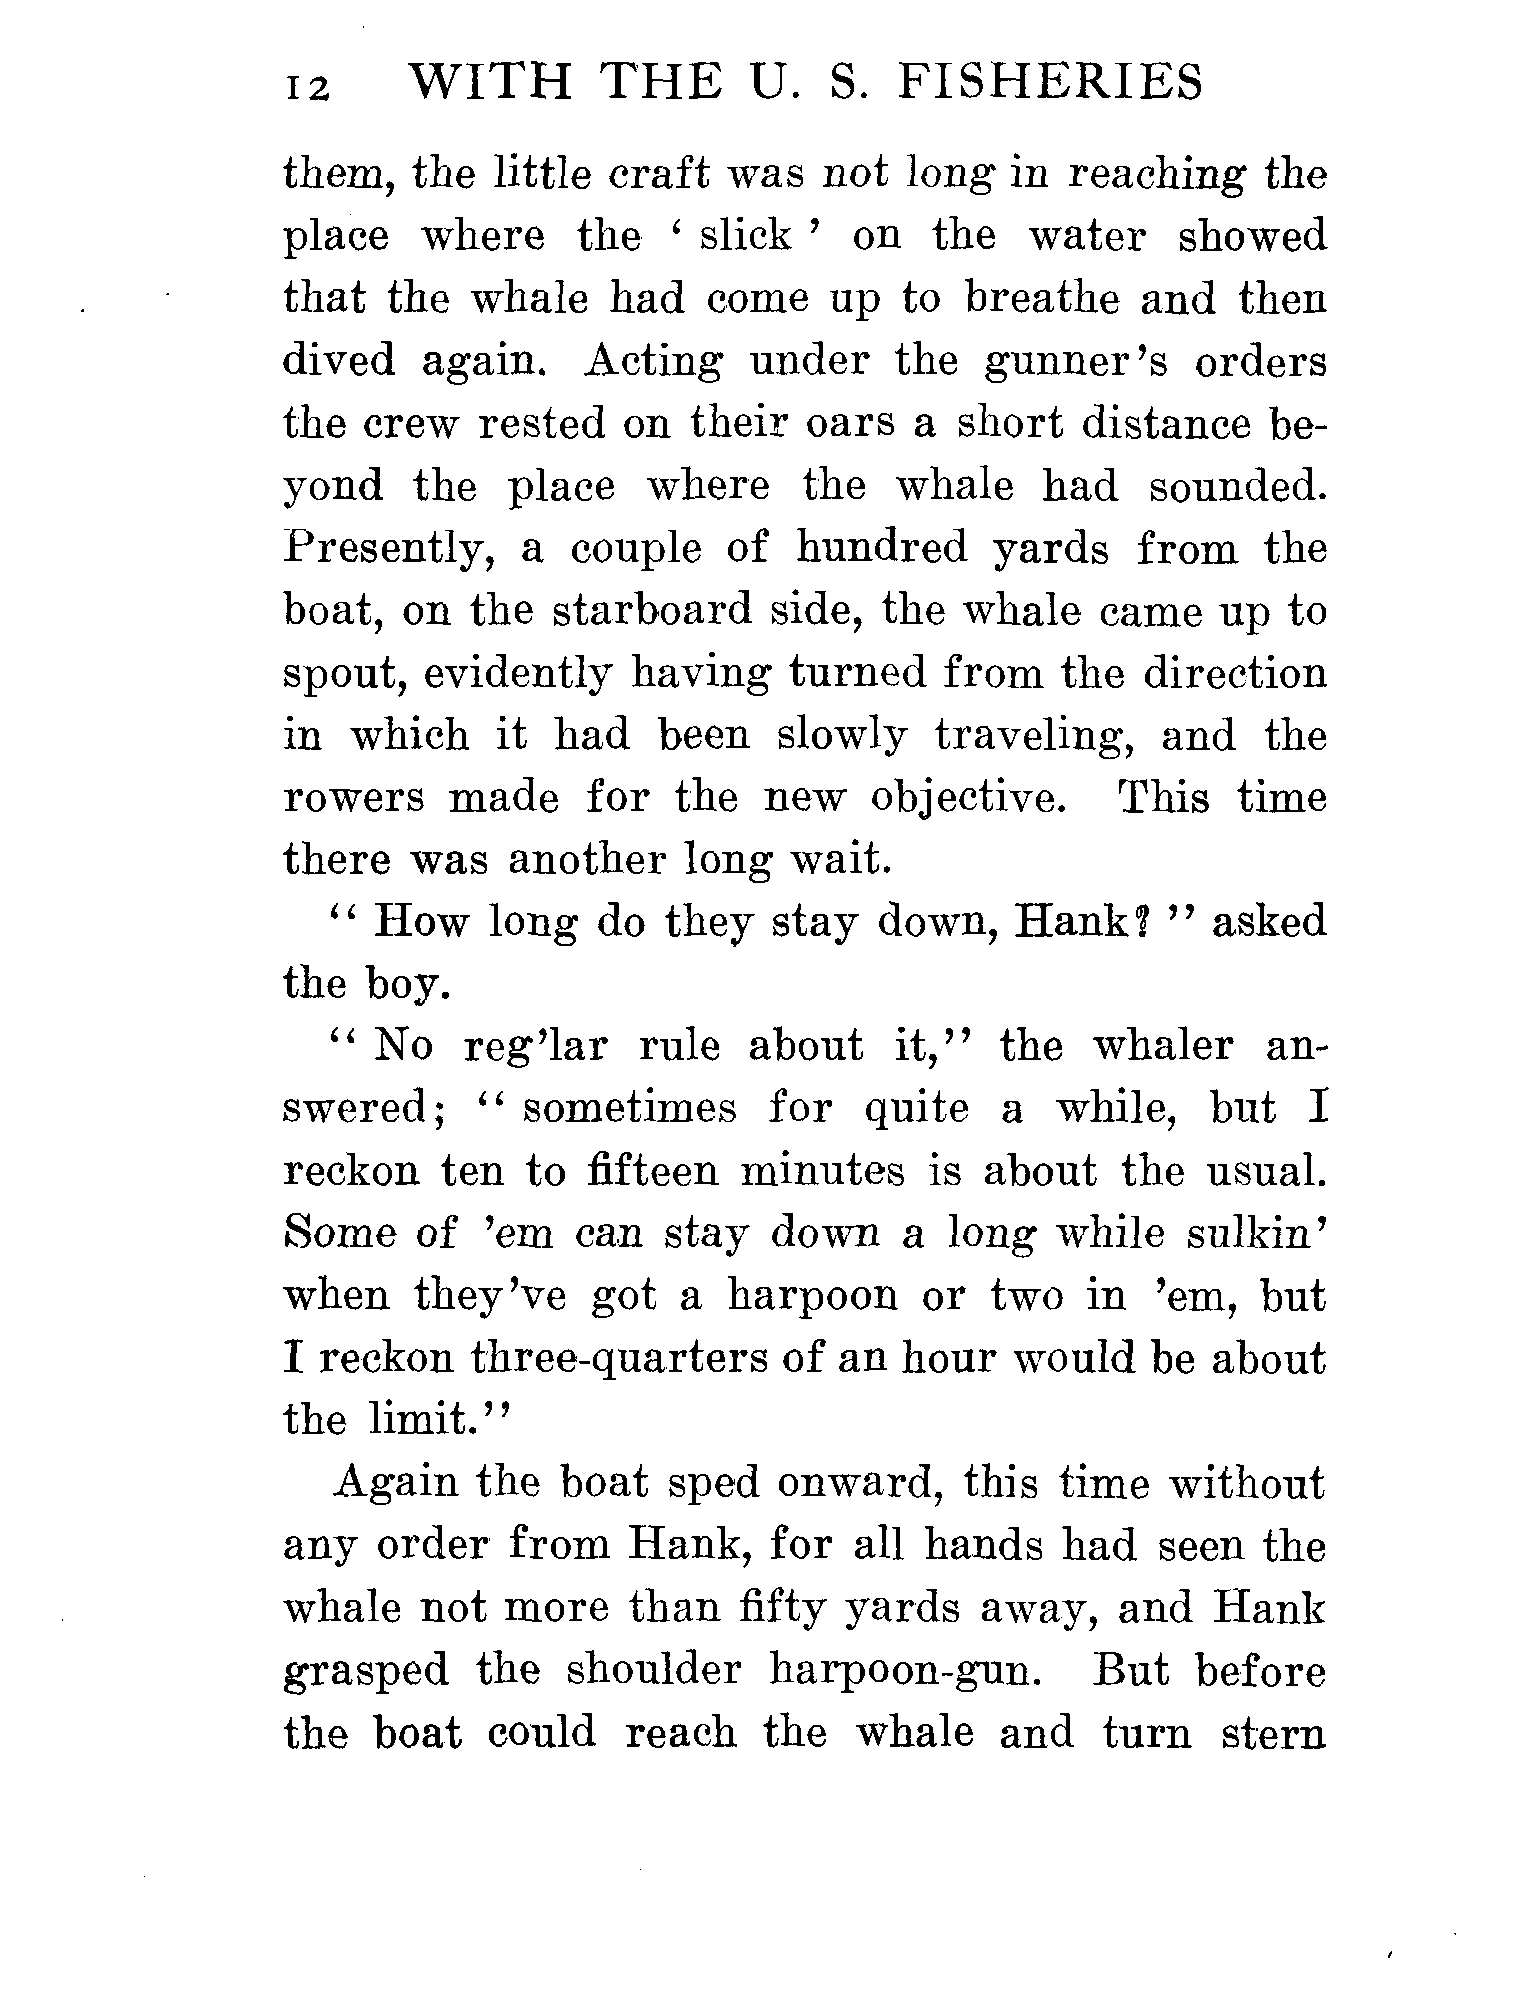 12 WITH THE U. S. FISHERIES
them, the little craft was not long in reaching the
place where the ‘ slick ’ on the water showed
that the whale had come up to breathe and then
dived again. Acting under the gunner’s orders
the crew rested on their oars a short distance be-
yond the place where the whale had sounded.
Presently, a couple of hundred yards from the
boat, on the starboard side, the whale came up to
spout, evidently having turned from the direction
in which it had been slowly traveling, and the
rowers made for the new objective. This time
there was another long wait.
“ How long do they stay down, Hank? ” asked
the boy.
“ No reg’lar rule about it,” the whaler an-
swered; “ sometimes for quite a while, but I
reckon ten to fifteen minutes is about the usual.
Some of ’em can stay down a long while sulkin’
when they’ve got a harpoon or two in ’em, but
I reckon three-quarters of an hour would be about
the limit.”
Again the boat sped onward, this time without
any order from Hank, for all hands had seen the
whale not more than fifty yards away, and Hank
grasped the shoulder harpoon-gun. But before
the boat could reach the whale and turn stern